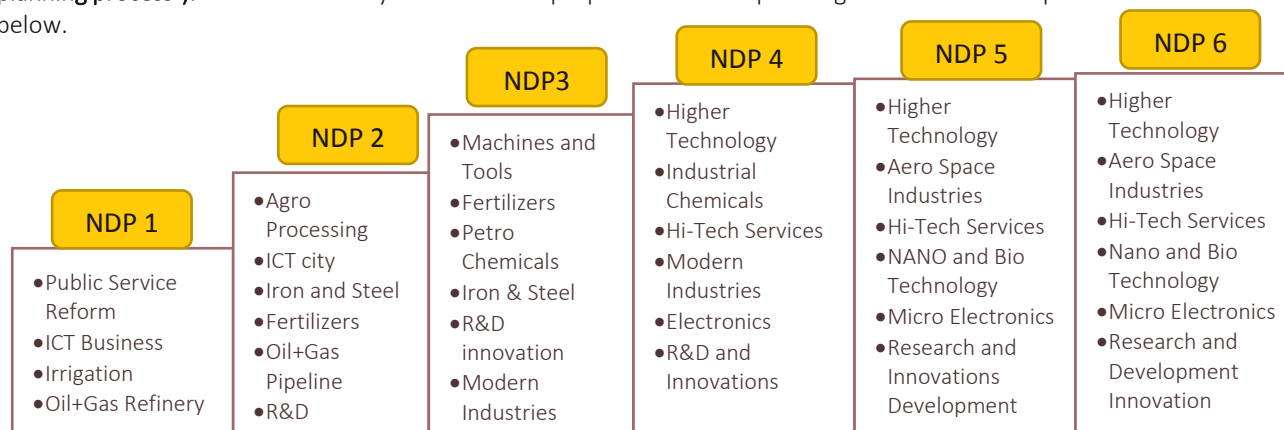 below.
NDP 1
Public Service
Reform
ICT Business
Irrigation
Oil+Gas Refinery
NDP 2
Agro
Processing
ICT city
Iron and Steel
Fertilizers
Oil+Gas
Pipeline
R&D
NDP3
Machines and
Tools
Fertilizers
Petro
Chemicals
Iron & Steel
R&D
innovation
Modern
Industries
NDP 4
Higher
Technology
Industrial
Chemicals
Hi-Tech Services
Modern
Industries
Electronics
R&D and
Innovations
NDP 5
Higher
Technology
Aero Space
Industries
Hi-Tech Services
NANO and Bio
Technology
Micro Electronics
Research and
Innovations
Development
NDP 6
Higher
Technology
Aero Space
Industries
Hi-Tech Services
Nano and Bio
Technology
Micro Electronics
Research and
Development
Innovation